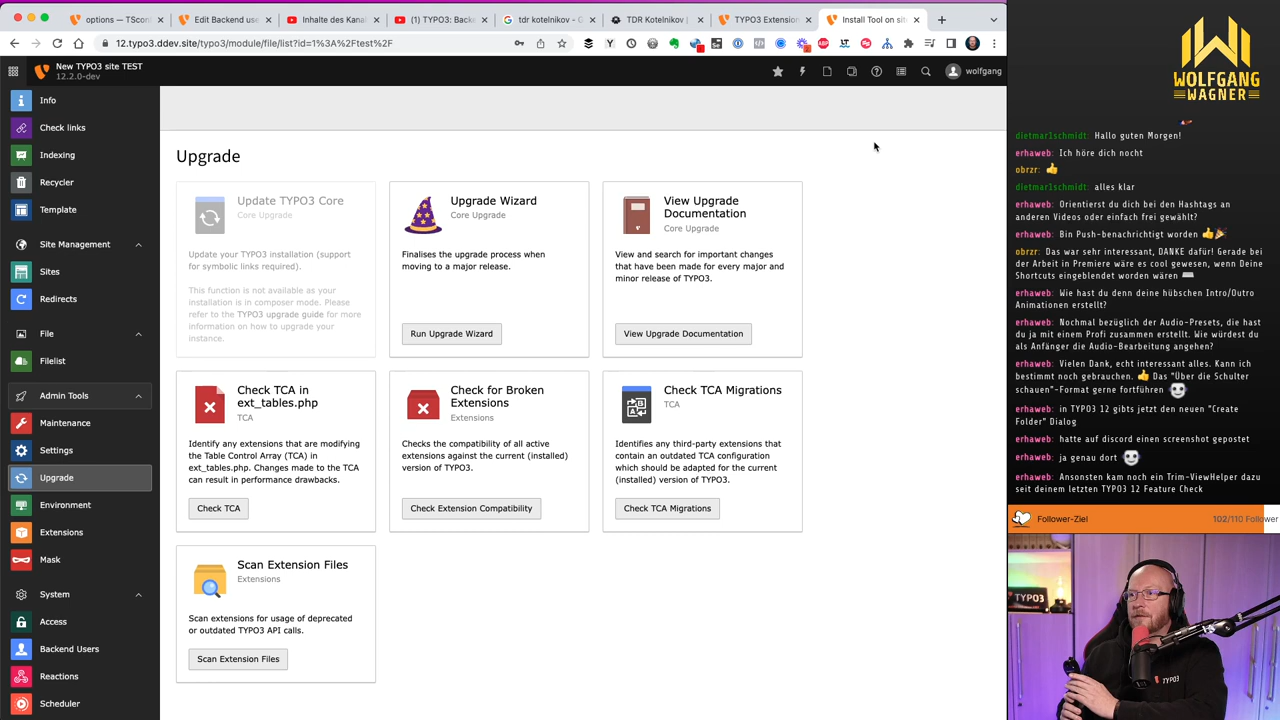 options — TScon
Edit Backend use
Inhalte des Kanal
(1) TYPO3: Backe
tdr kotelnikov - G
TDR Kotelnikov |
TYPO3 Extension
Install Tool on site
12.typo3.ddev.site/typo3/module/file/list?id=1%3A%2Ftest%2F
New TYPO3 site TEST
12.2.0-dev
wolfgang
Info
Check links
Indexing
Recycler
Template
Site Management
Sites
Redirects
File
Filelist
Admin Tools
Maintenance
Settings
Upgrade
Environment
Extensions
Mask
System
Access
Backend Users
Reactions
Scheduler
Upgrade
Update TYPO3 Core
Core Upgrade
Update your TYPO3 installation (support
for symbolic links required).
This function is not available as your
installation is in composer mode. Please
refer to the TYPO3 upgrade guide for more
information on how to upgrade your
instance.
Upgrade Wizard
Core Upgrade
Finalises the upgrade process when
moving to a major release.
Run Upgrade Wizard
View Upgrade
Documentation
Core Upgrade
View and search for important changes
that have been made for every major and
minor release of TYPO3.
View Upgrade Documentation
Check TCA in
ext_tables.php
TCA
Identify any extensions that are modifying
the Table Control Array (TCA) in
ext_tables.php. Changes made to the TCA
can result in performance drawbacks.
Check TCA
Check for Broken
Extensions
Extensions
Checks the compatibility of all active
extensions against the current (installed)
version of TYPO3.
Check Extension Compatibility
Check TCA Migrations
TCA
Identifies any third-party extensions that
contain an outdated TCA configuration
which should be adapted for the current
(installed) version of TYPO3.
Check TCA Migrations
Scan Extension Files
Extensions
Scan extensions for usage of deprecated
or outdated TYPO3 API calls.
Scan Extension Files
WOLFGANG
WAGNER
dietmar1schmidt: Hallo guten Morgen!
erhaweb: Ich höre dich nocht
obrzr: 👍
dietmar1schmidt: alles klar
erhaweb: Orientierst du dich bei den Hashtags an
anderen Videos oder einfach frei gewählt?
erhaweb: Bin Push-benachrichtigt worden 👍🎉
obrzr: Das war sehr interessant, DANKE dafür! Gerade bei
der Arbeit in Premiere wäre es cool gewesen, wenn Deine
Shortcuts eingeblendet worden wären ⌨️
erhaweb: Wie hast du denn deine hübschen Intro/Outro
Animationen erstellt?
erhaweb: Nochmal bezüglich der Audio-Presets, die hast
du ja mit einem Profi zusammen erstellt. Wie würdest du
als Anfänger die Audio-Bearbeitung angehen?
erhaweb: Vielen Dank, echt interessant alles. Kann ich
bestimmt noch gebrauchen. 👍 Das "Über die Schulter
schauen"-Format gerne fortführen
erhaweb: in TYPO3 12 gibts jetzt den neuen "Create
Folder" Dialog
erhaweb: hatte auf discord einen screenshot gepostet
erhaweb: ja genau dort
erhaweb: Ansonsten kam noch ein Trim-ViewHelper dazu
seit deinem letzten TYPO3 12 Feature Check
Follower-Ziel
102/110 Follower
TYPO3
TYPO3